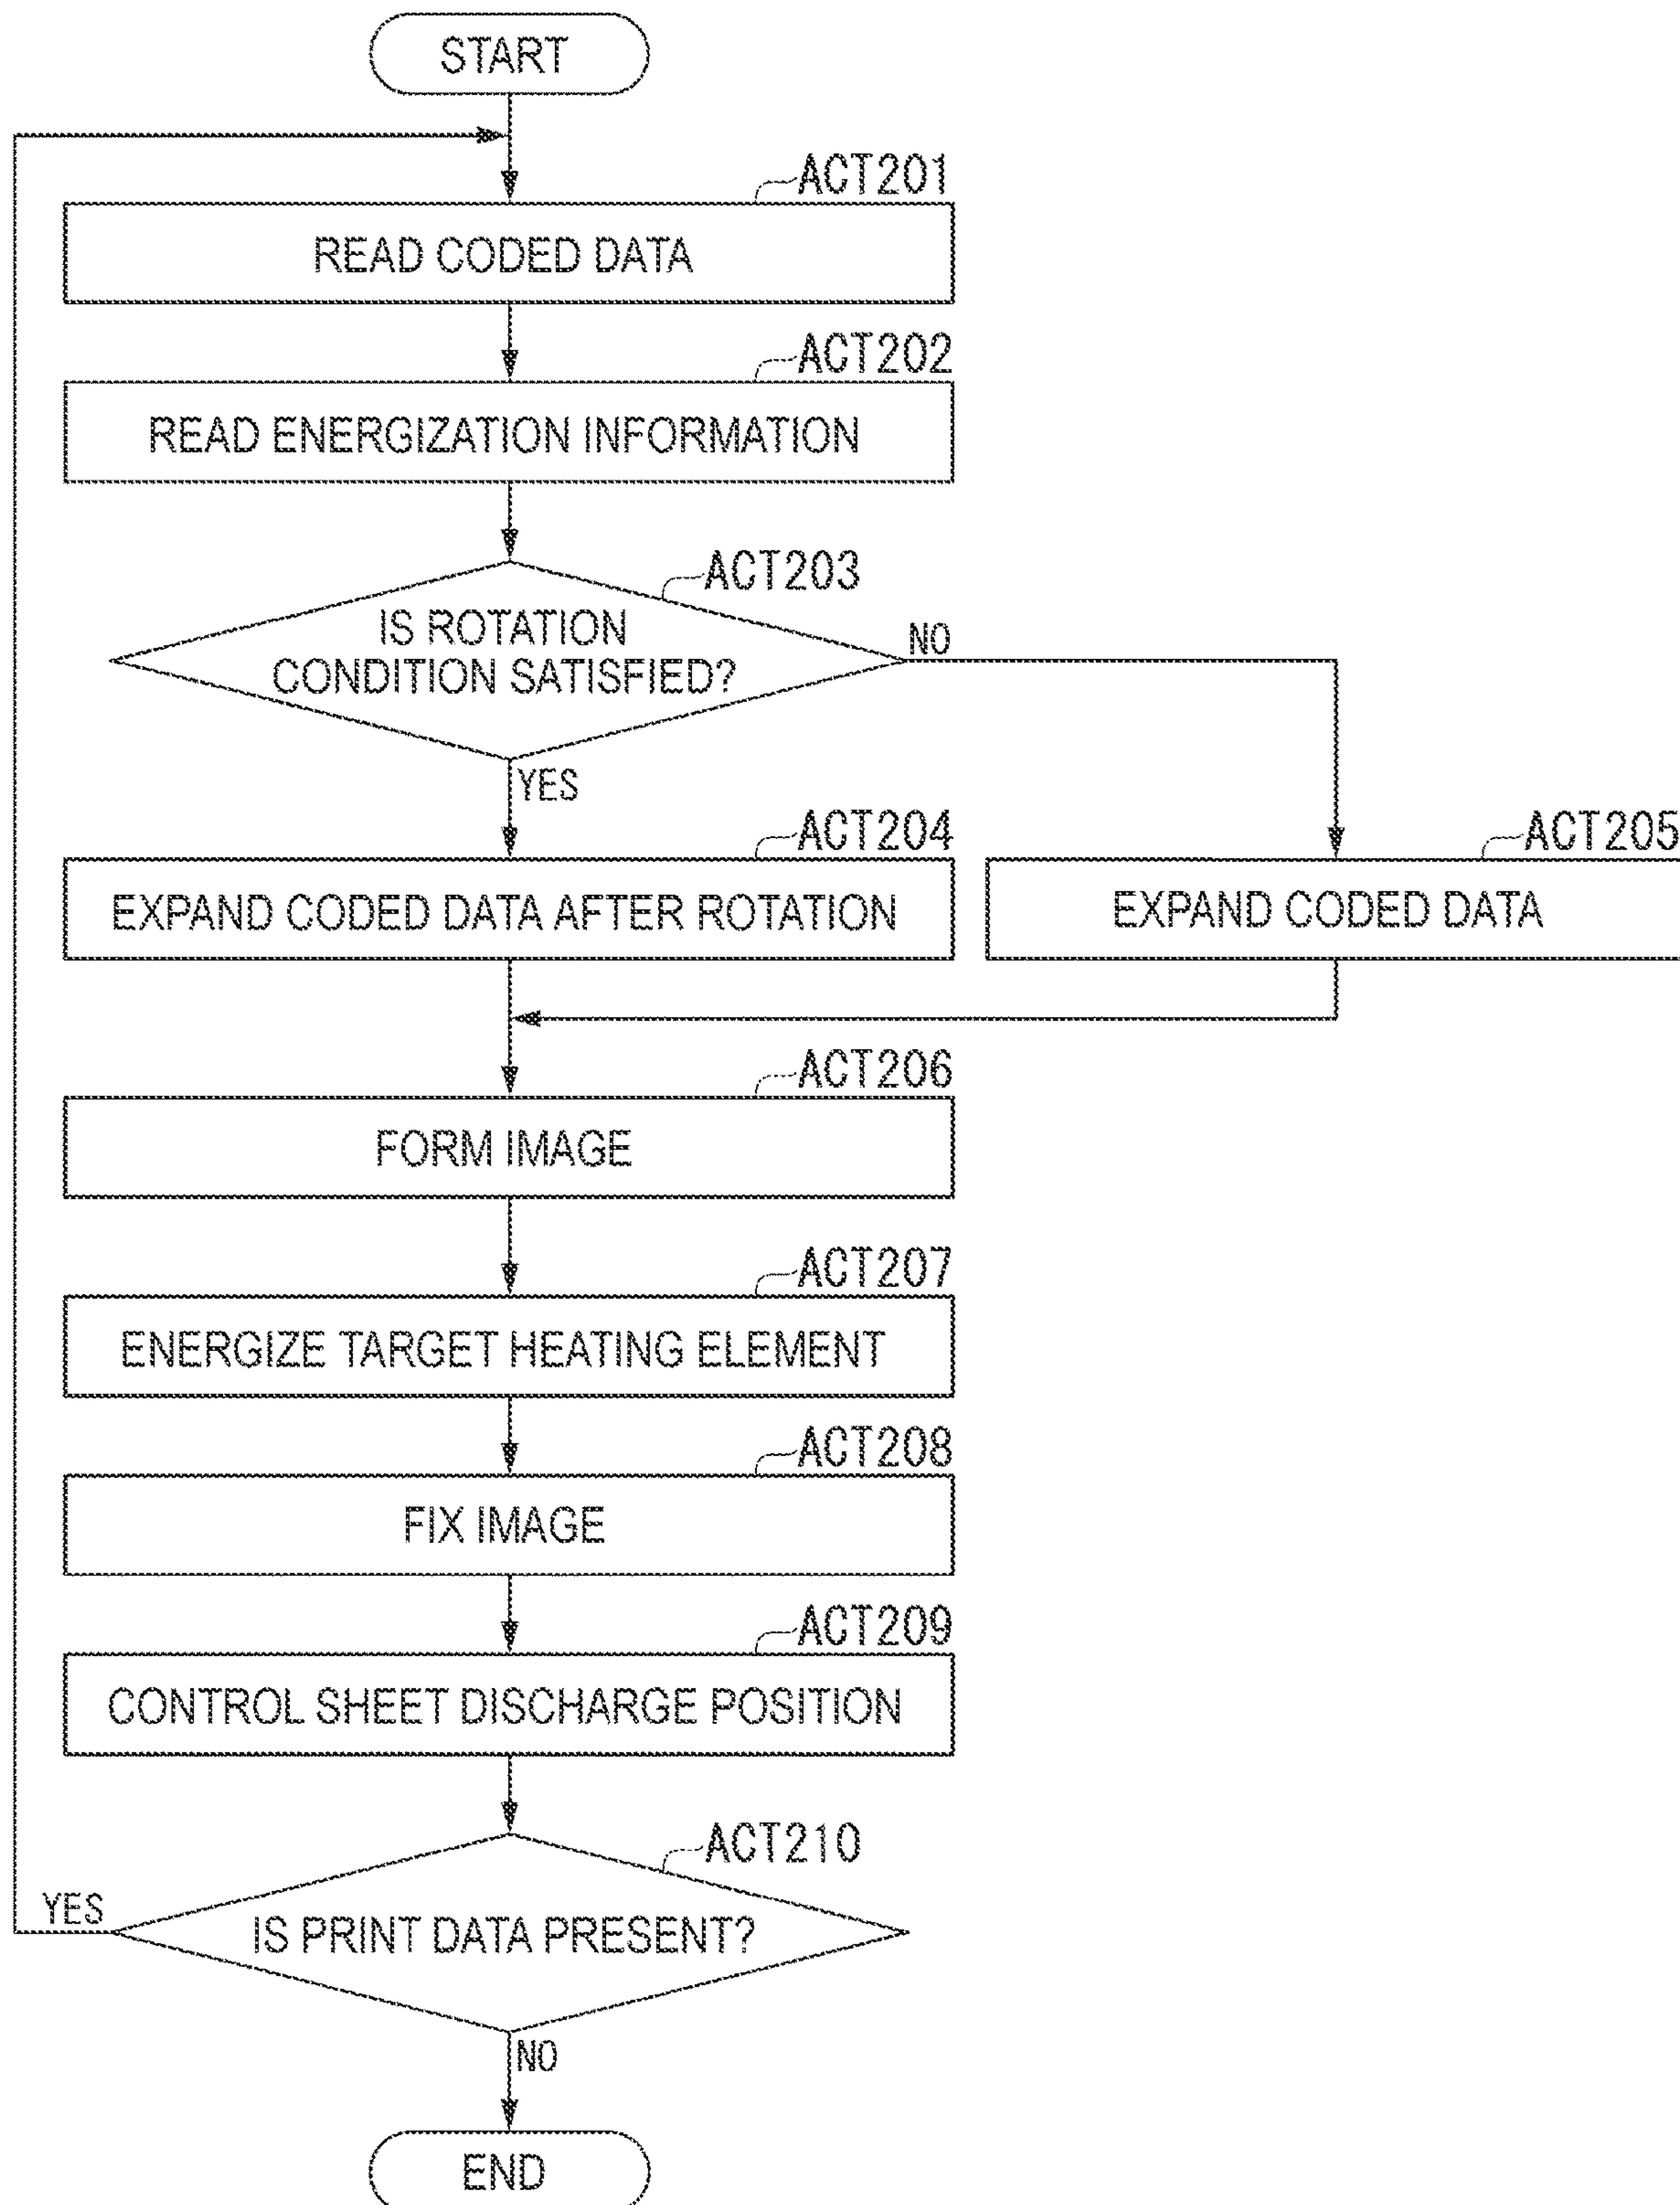 START
ACT201
READ CODED DATA
ACT202
READ ENERGIZATION INFORMATION
ACT203
IS ROTATION
CONDITION SATISFIED?
NO
YES
ACT204
EXPAND CODED DATA AFTER ROTATION
ACT205
EXPAND CODED DATA
ACT206
FORM IMAGE
ACT207
ENERGIZE TARGET HEATING ELEMENT
ACT208
FIX IMAGE
ACT209
CONTROL SHEET DISCHARGE POSITION
ACT210
YES
IS PRINT DATA PRESENT?
NO
END